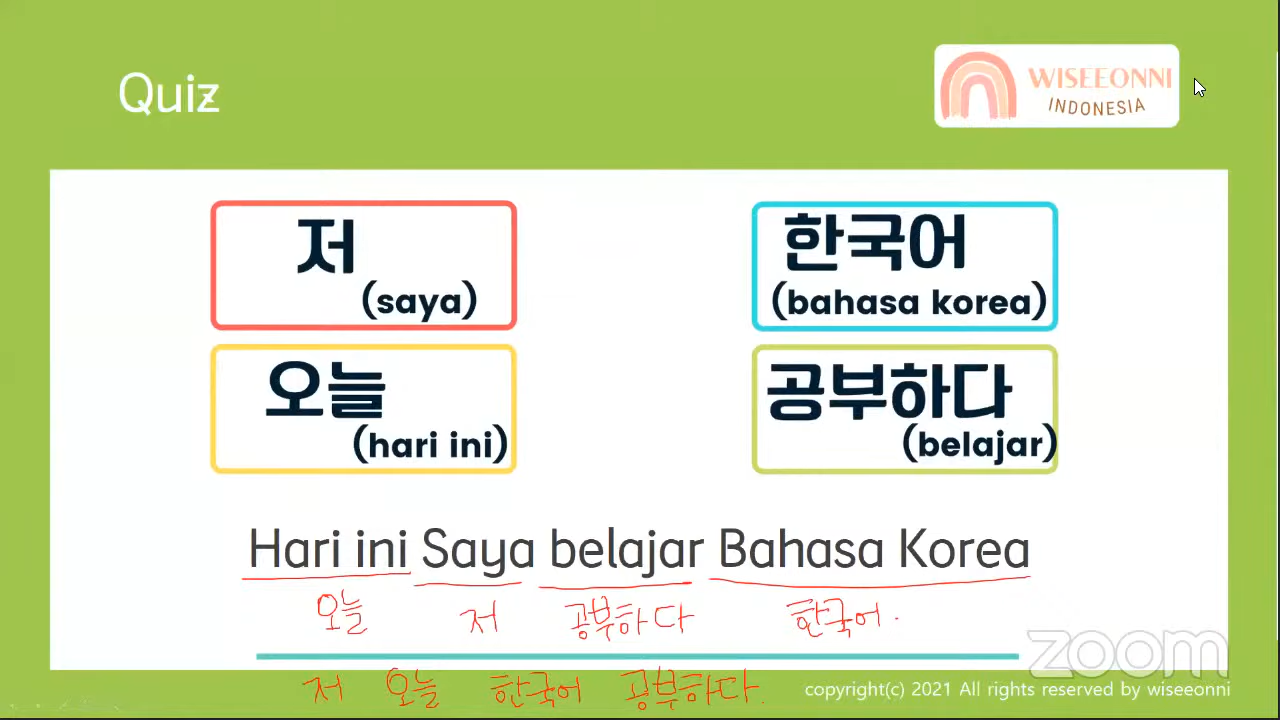 Quiz
WISEEONNI
INDONESIA
저
(saya)
한국어
(bahasa korea)
오늘
(hari ini)
공부하다
(belajar)
Hari ini Saya belajar Bahasa Korea
오늘 저 공부하다 한국어.
zoom
저 오늘 한국어 공부하다.
copyright(c) 2021 All rights reserved by wiseeonni